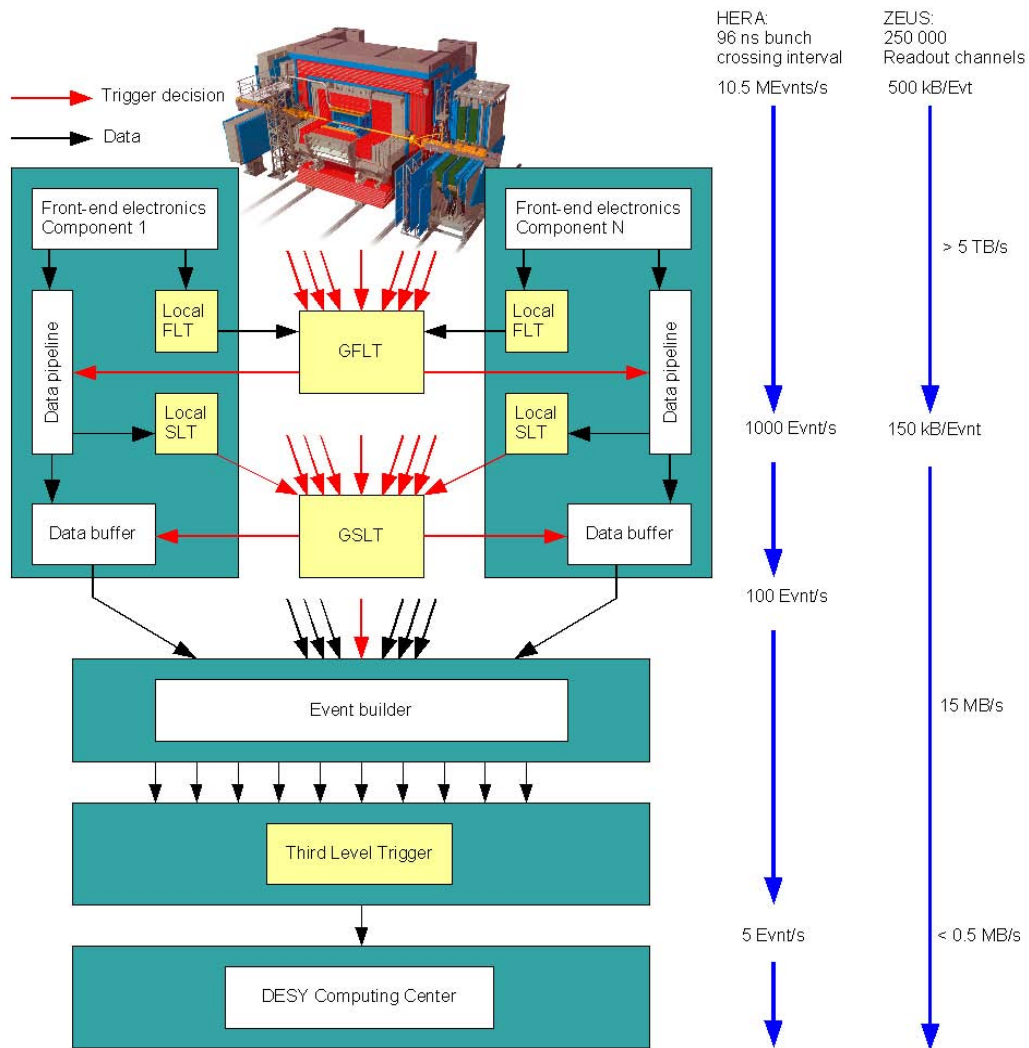 HERA:
96 ns bunch
crossing interval
10.5 MEvnts/s
ZEUS:
250 000
Readout channels
500 kB/Evt
Trigger decision
Data
Front-end electronics
Component 1
Front-end electronics
Component N
> 5 TB/s
Local
FLT
GFLT
Local
FLT
Data pipeline
Data pipeline
Local
SLT
Local
SLT
1000 Evnt/s
150 kB/Evnt
Data buffer
GSLT
Data buffer
100 Evnt/s
Event builder
15 MB/s
Third Level Trigger
5 Evnt/s
< 0.5 MB/s
DESY Computing Center